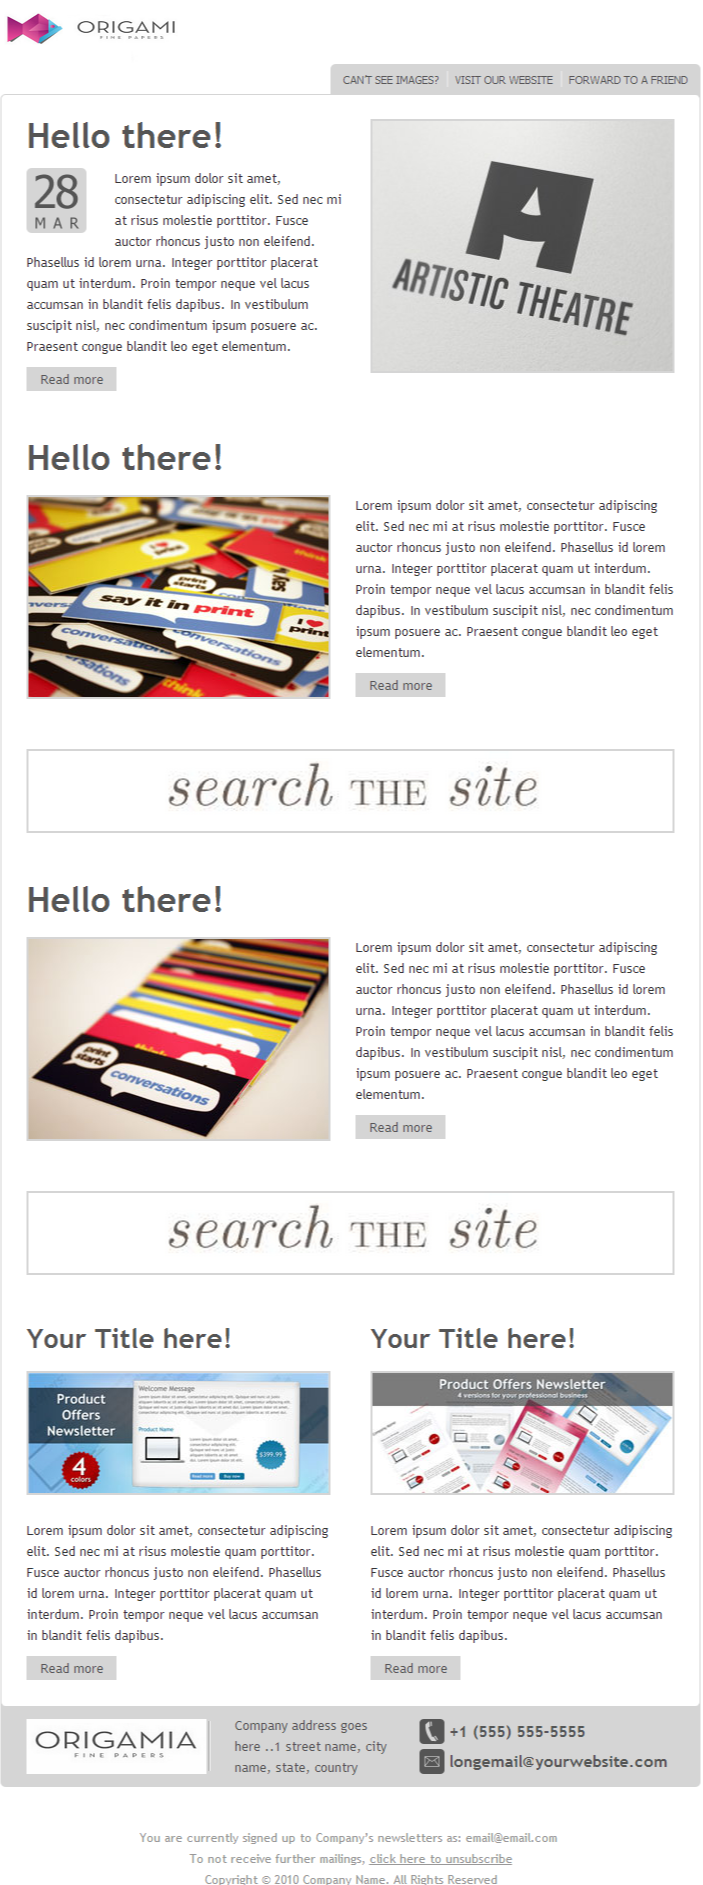 ORIGAMI
FINE PAPERS
CAN'T SEE IMAGES? VISIT OUR WEBSITE FORWARD TO A FRIEND
Hello there!
28
MAR
Lorem ipsum dolor sit amet,
consectetur adipiscing elit. Sed nec mi
at risus molestie porttitor. Fusce
auctor rhoncus justo non eleifend.
Phasellus id lorem urna. Integer porttitor placerat
quam ut interdum. Proin tempor neque vel lacus
accumsan in blandit felis dapibus. In vestibulum
suscipit nisl, nec condimentum ipsum posuere ac.
Praesent congue blandit leo eget elementum.
Read more
ARTISTIC THEATRE
Hello there!
say it in print
print starts
conversations
I ❤ print
think
conversations
Lorem ipsum dolor sit amet, consectetur adipiscing
elit. Sed nec mi at risus molestie porttitor. Fusce
auctor rhoncus justo non eleifend. Phasellus id lorem
urna. Integer porttitor placerat quam ut interdum.
Proin tempor neque vel lacus accumsan in blandit felis
dapibus. In vestibulum suscipit nisl, nec condimentum
ipsum posuere ac. Praesent congue blandit leo eget
elementum.
Read more
search THE site
Hello there!
print starts
conversations
Lorem ipsum dolor sit amet, consectetur adipiscing
elit. Sed nec mi at risus molestie porttitor. Fusce
auctor rhoncus justo non eleifend. Phasellus id lorem
urna. Integer porttitor placerat quam ut interdum.
Proin tempor neque vel lacus accumsan in blandit felis
dapibus. In vestibulum suscipit nisl, nec condimentum
ipsum posuere ac. Praesent congue blandit leo eget
elementum.
Read more
search THE site
Your Title here!
Product
Offers
Newsletter
4
colors
Welcome Message
Product Name
$399.99
Read more Buy now
Lorem ipsum dolor sit amet, consectetur adipiscing
elit. Sed nec mi at risus molestie quam porttitor.
Fusce auctor rhoncus justo non eleifend. Phasellus
id lorem urna. Integer porttitor placerat quam ut
interdum. Proin tempor neque vel lacus accumsan
in blandit felis dapibus.
Read more
Your Title here!
Product Offers Newsletter
4 versions for your professional business
Lorem ipsum dolor sit amet, consectetur adipiscing
elit. Sed nec mi at risus molestie quam porttitor.
Fusce auctor rhoncus justo non eleifend. Phasellus
id lorem urna. Integer porttitor placerat quam ut
interdum. Proin tempor neque vel lacus accumsan
in blandit felis dapibus.
Read more
ORIGAMIA
FINE PAPERS
Company address goes
here ..1 street name, city
name, state, country
+1 (555) 555-5555
longemail@yourwebsite.com
You are currently signed up to Company's newsletters as: email@email.com
To not receive further mailings, click here to unsubscribe
Copyright © 2010 Company Name. All Rights Reserved